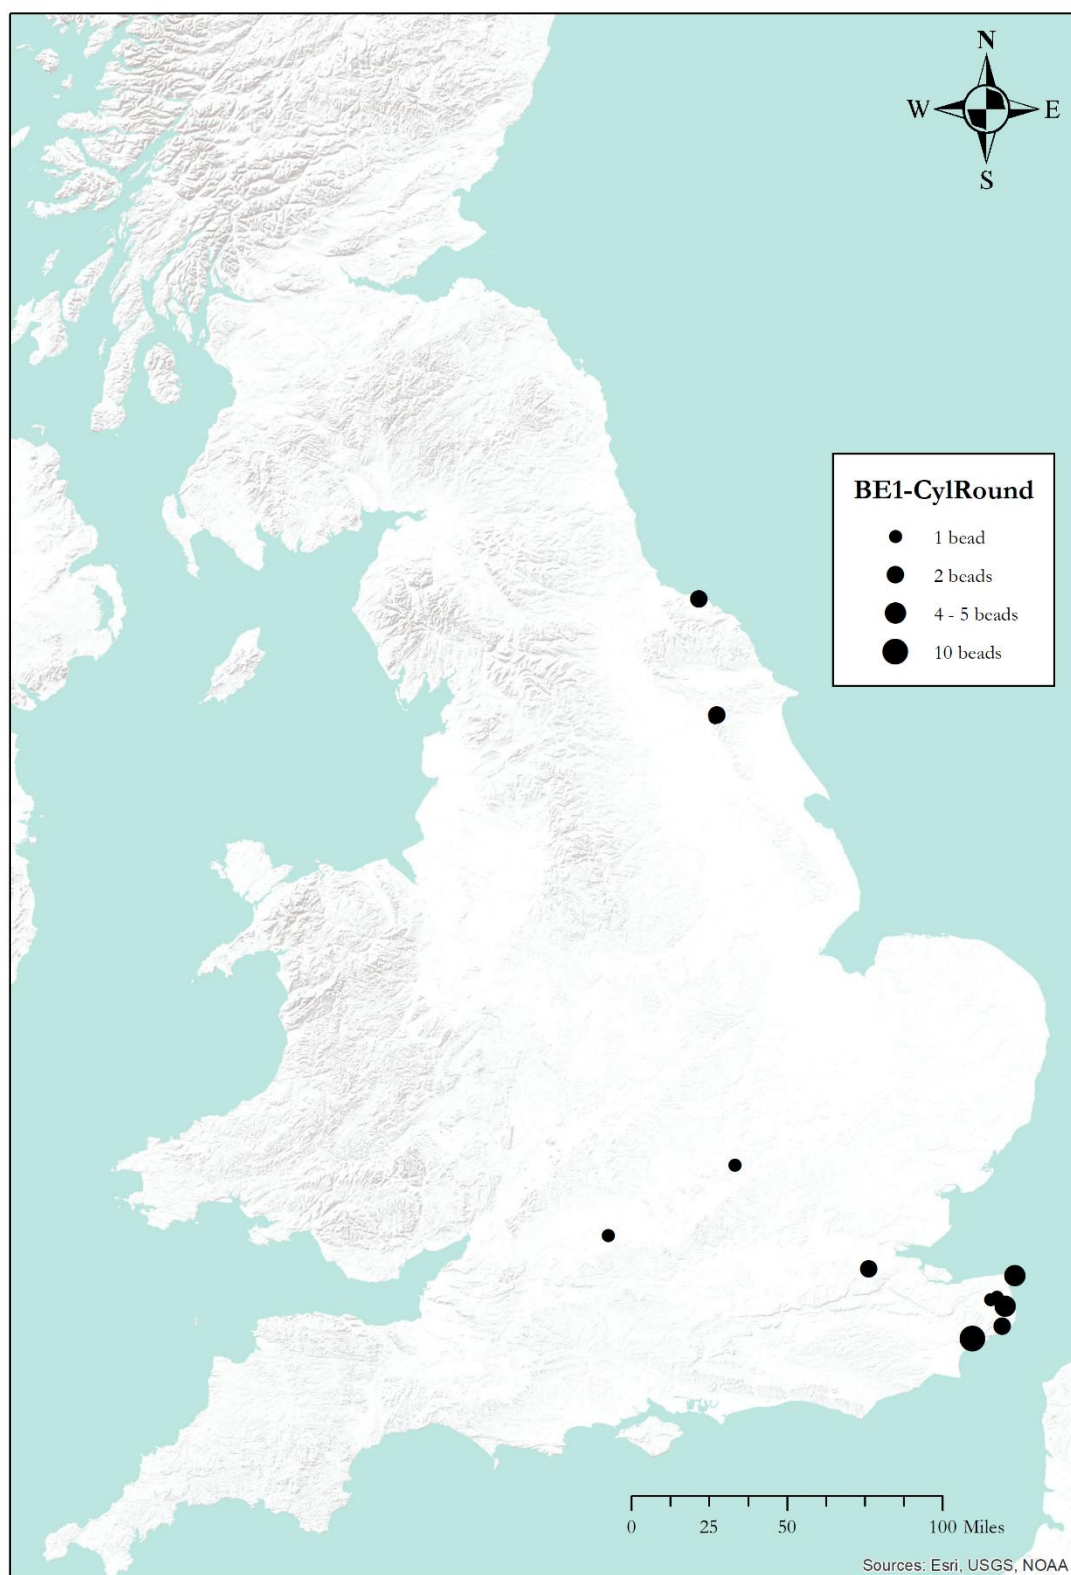 N
W E
S
BE1-CylRound
1 bead
2 beads
4 - 5 beads
10 beads
0 25 50 100 Miles
Sources: Esri, USGS, NOAA